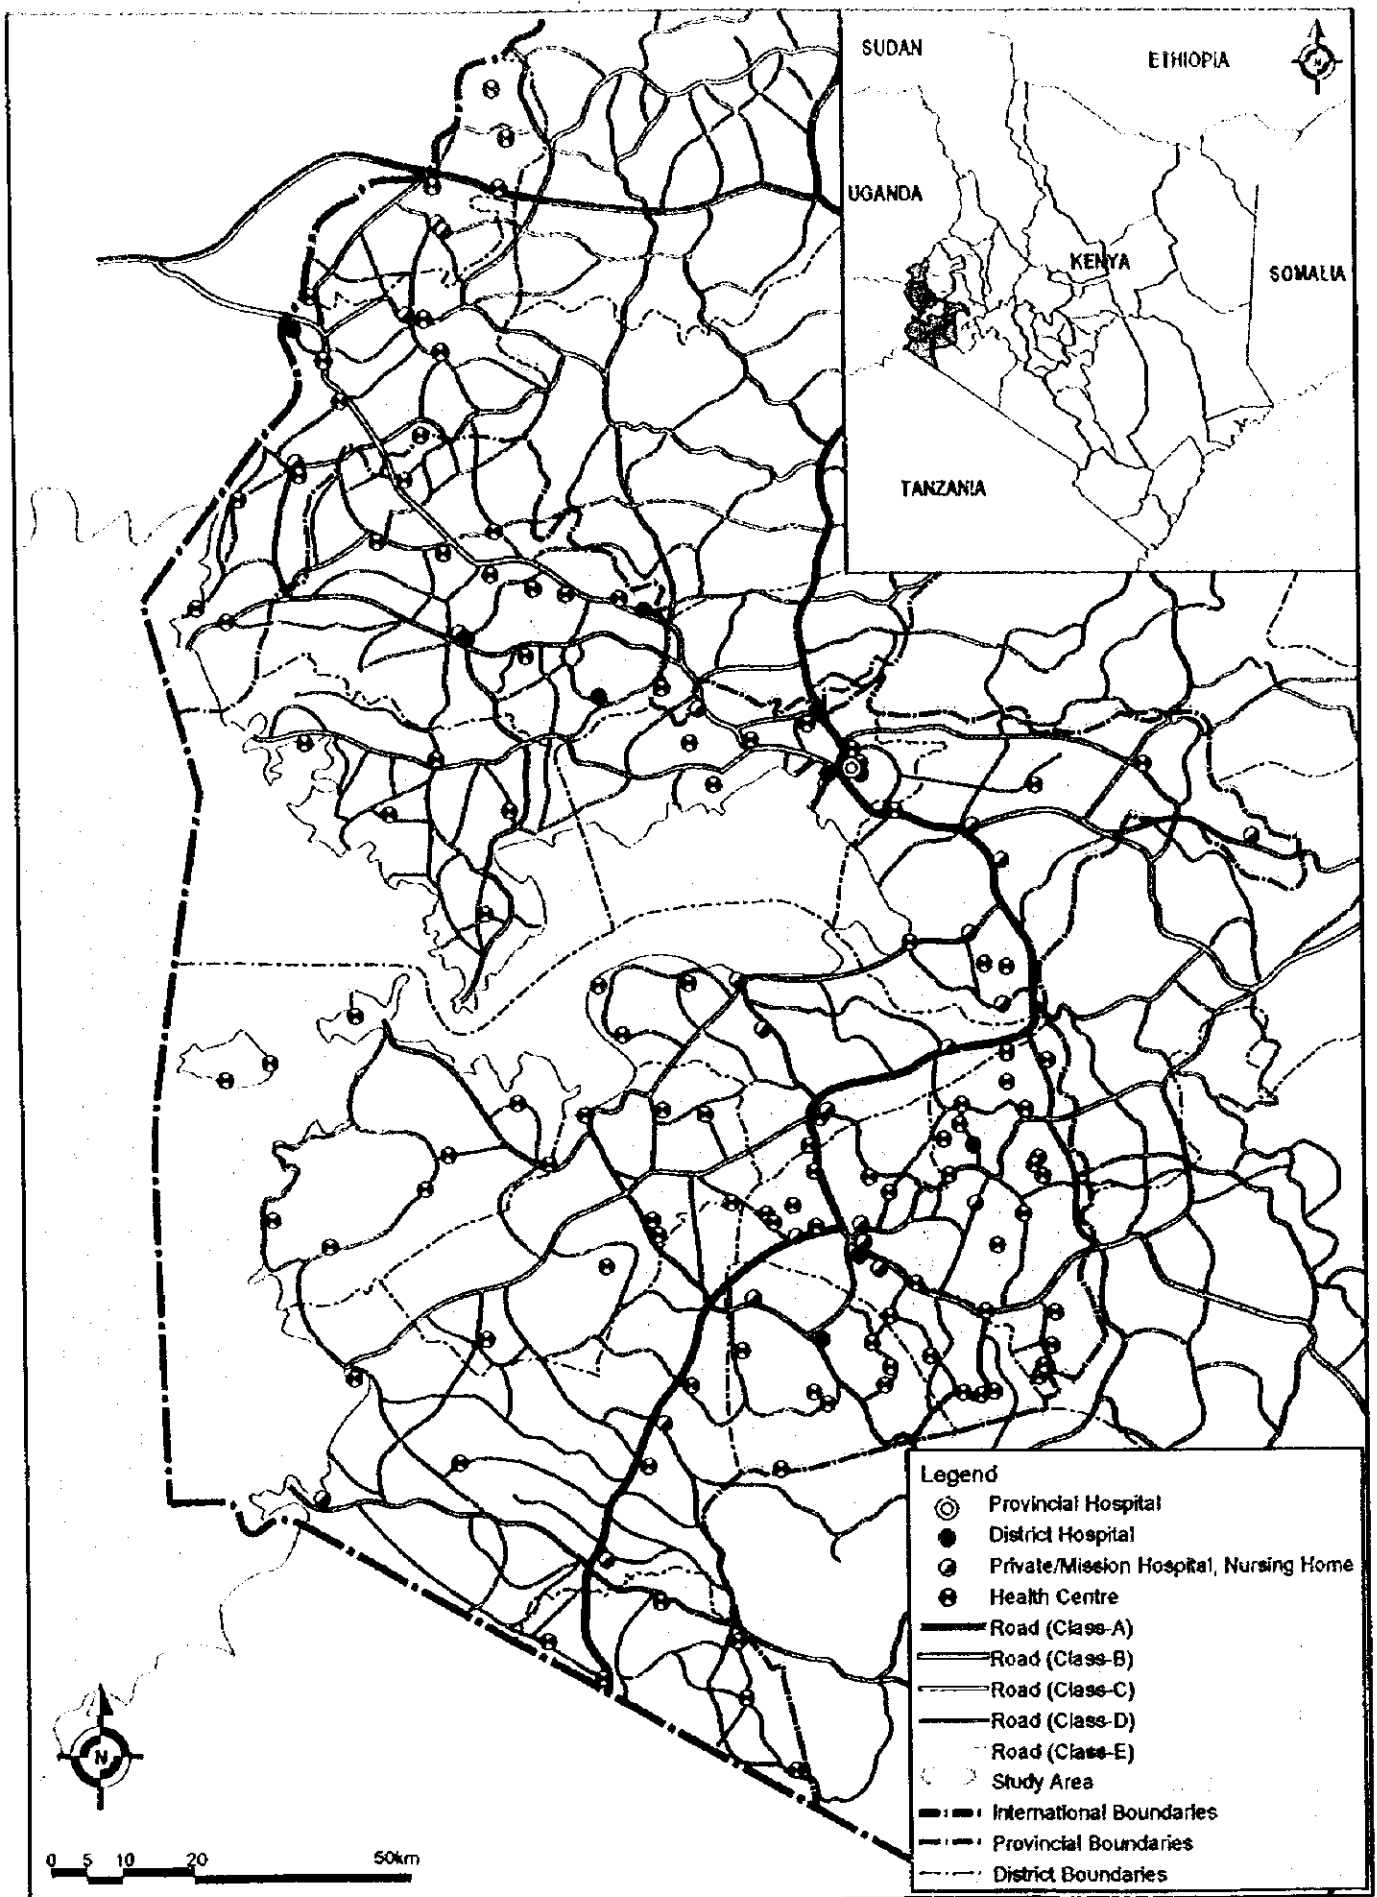 SUDAN
ETHIOPIA
N
UGANDA
KENYA
SOMALIA
TANZANIA
Legend
Provincial Hospital
District Hospital
Private/Mission Hospital, Nursing Home
Health Centre
Road (Class-A)
Road (Class-B)
Road (Class-C)
Road (Class-D)
Road (Class-E)
Study Area
International Boundaries
Provincial Boundaries
District Boundaries
N
0 5 10 20 50km